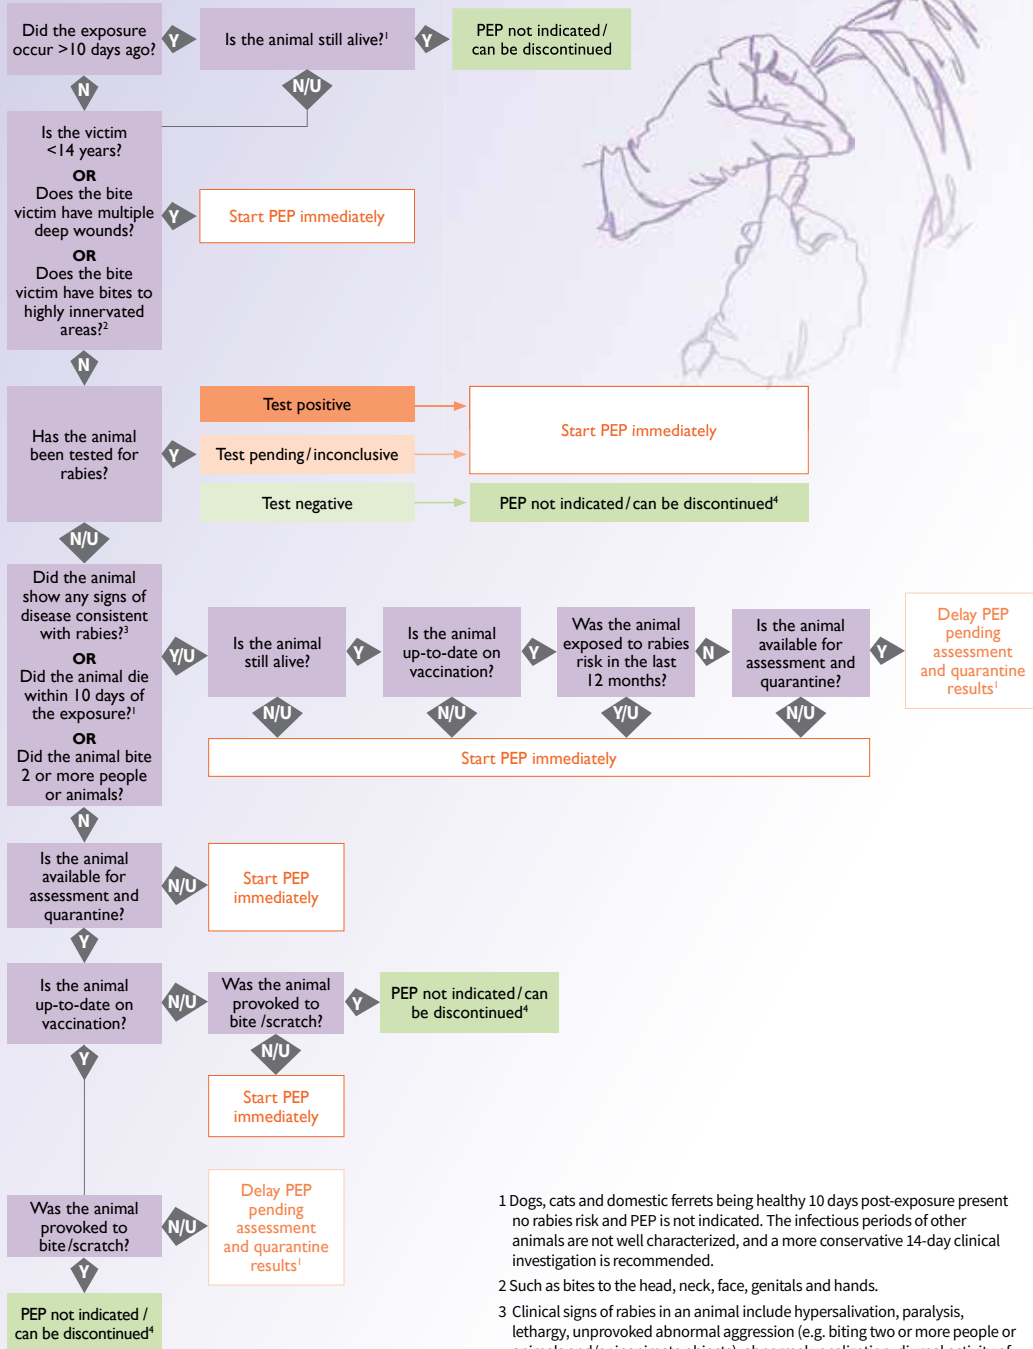 Did the exposure
occur >10 days ago?
Y
Is the animal still alive?¹
Y
PEP not indicated/
can be discontinued
N
N/U
Is the victim
<14 years?
OR
Does the bite
victim have multiple
deep wounds?
OR
Does the bite
victim have bites to
highly innervated
areas?²
Y
Start PEP immediately
N
Has the animal
been tested for
rabies?
Y
Test positive
Test pending/inconclusive
Test negative
Start PEP immediately
PEP not indicated/can be discontinued⁴
N/U
Did the animal
show any signs of
disease consistent
with rabies?³
OR
Did the animal die
within 10 days of
the exposure?¹
OR
Did the animal bite
2 or more people
or animals?
Y/U
Is the animal
still alive?
Y
Is the animal
up-to-date on
vaccination?
Y
Was the animal
exposed to rabies
risk in the last
12 months?
N
Is the animal
available for
assessment and
quarantine?
Y
Delay PEP
pending
assessment
and quarantine
results¹
N/U
N/U
Y/U
N/U
Start PEP immediately
N
Is the animal
available for
assessment and
quarantine?
N/U
Start PEP
immediately
Y
Is the animal
up-to-date on
vaccination?
N/U
Was the animal
provoked to
bite/scratch?
Y
PEP not indicated/can
be discontinued⁴
N/U
Start PEP
immediately
Y
Was the animal
provoked to
bite/scratch?
N/U
Delay PEP
pending
assessment
and quarantine
results¹
Y
PEP not indicated/
can be discontinued⁴
1 Dogs, cats and domestic ferrets being healthy 10 days post-exposure present
no rabies risk and PEP is not indicated. The infectious periods of other
animals are not well characterized, and a more conservative 14-day clinical
investigation is recommended.
2 Such as bites to the head, neck, face, genitals and hands.
3 Clinical signs of rabies in an animal include hypersalivation, paralysis,
lethargy, unprovoked abnormal aggression (e.g. biting two or more people or
animals and/or inanimate objects), abnormal vocalization, diurnal activity of